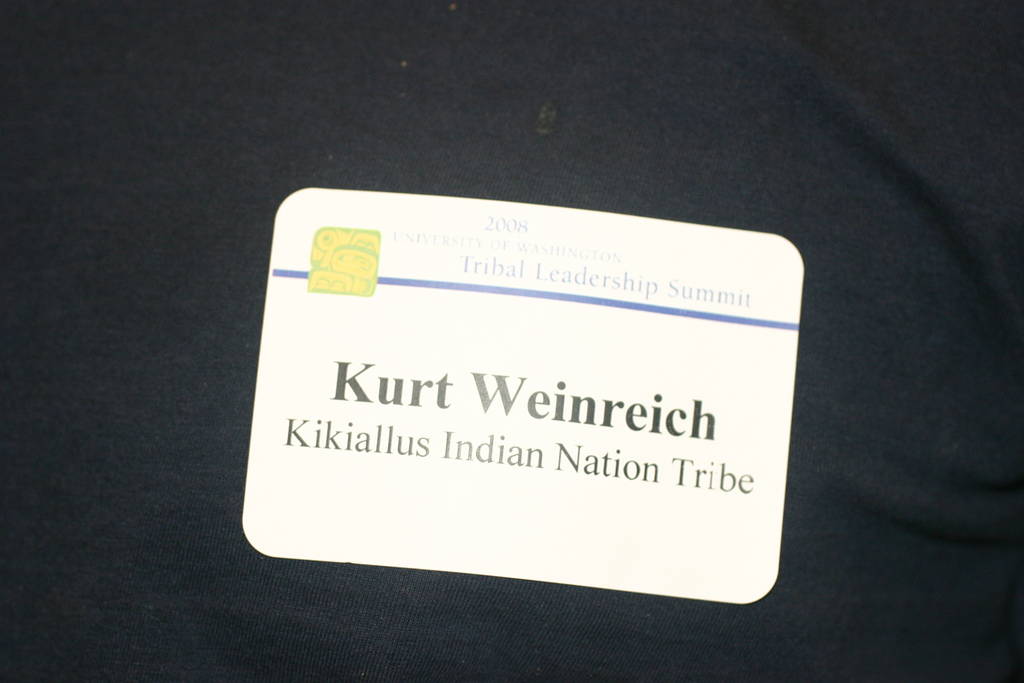 2008
UNIVERSITY OF WASHINGTON
Tribal Leadership Summit
Kurt Weinreich
Kikiallus Indian Nation Tribe